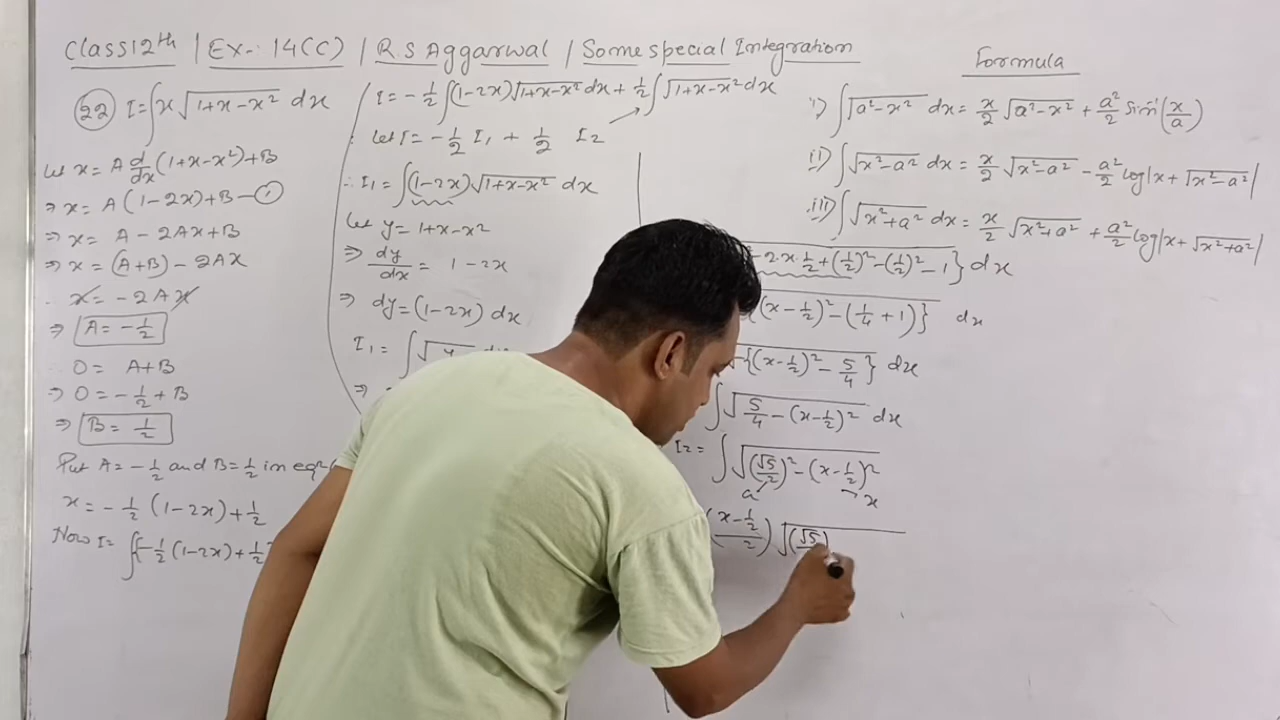 Class 12th | Ex-: 14(C) | R.S Aggarwal | Some special Integration
22 I=∫x√1+x-x² dx
Let x = A d/dx (1+x-x²)+B
⇒ x = A(1-2x)+B-①
⇒ x = A-2Ax+B
⇒ x = (A+B)-2Ax
∴ x = -2Ax
⇒ A = -1/2
∴ 0 = A+B
⇒ 0 = -1/2+B
⇒ B = 1/2
Put A = -1/2 and B = 1/2 in eqⁿ
x = -1/2 (1-2x)+1/2
Now I = ∫{-1/2 (1-2x)+1/2
I = -1/2 ∫(1-2x)√1+x-x² dx + 1/2 ∫√1+x-x² dx
Let I = -1/2 I₁ + 1/2 I₂
∴ I₁ = ∫(1-2x)√1+x-x² dx
Let y = 1+x-x²
⇒ dy/dx = 1-2x
⇒ dy = (1-2x) dx
I₁ = ∫√y
⇒
-2.x.1/2+(1/2)²-(1/2)²-1} dx
(x-1/2)²-(1/4+1)} dx
√-{(x-1/2)²-5/4} dx
∫√5/4-(x-1/2)² dx
I₂ = ∫√(√5/2)²-(x-1/2)²
a x
(x-1/2 / 2) √(√5
Formula
i) ∫√a²-x² dx = x/2 √a²-x² + a²/2 Sin⁻¹(x/a)
ii) ∫√x²-a² dx = x/2 √x²-a² - a²/2 log|x+√x²-a²|
iii) ∫√x²+a² dx = x/2 √x²+a² + a²/2 log|x+√x²+a²|